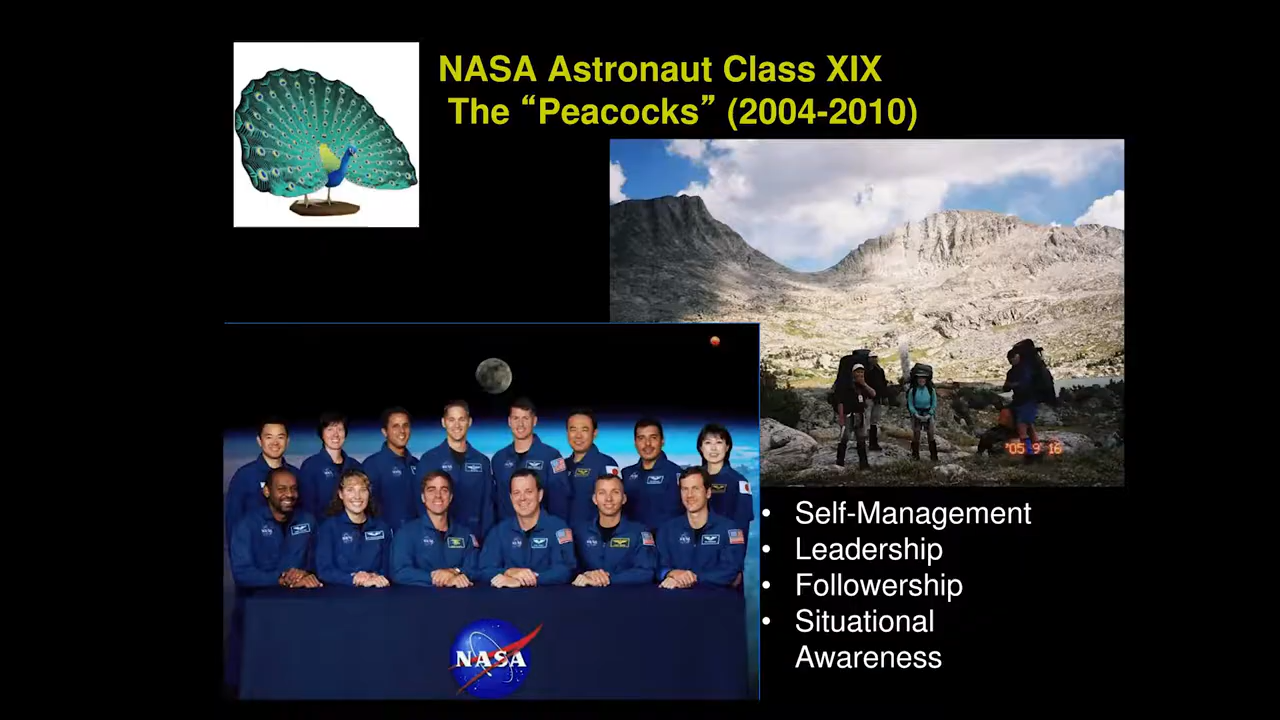 NASA Astronaut Class XIX
The “Peacocks” (2004-2010)
'05 9 16
• Self-Management
• Leadership
• Followership
• Situational
Awareness
NASA